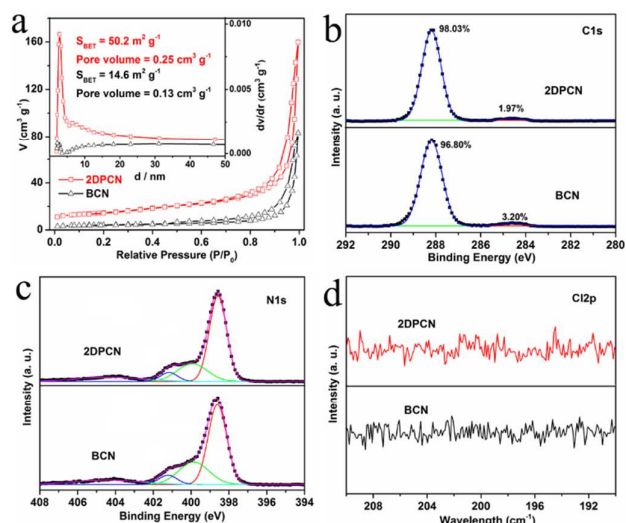 a
S_BET = 50.2 m² g⁻¹
Pore volume = 0.25 cm³ g⁻¹
S_BET = 14.6 m² g⁻¹
Pore volume = 0.13 cm³ g⁻¹
160
120
80
40
0
V (cm³ g⁻¹)
0.010
0.005
0.000
dv/dr (cm³ g⁻¹)
10 20 30 40 50
d / nm
2DPCN
BCN
0.0 0.2 0.4 0.6 0.8 1.0
Relative Pressure (P/P₀)
b
C1s
98.03%
1.97%
2DPCN
96.80%
3.20%
BCN
Intensity (a. u.)
292 290 288 286 284 282 280
Binding Energy (eV)
c
N1s
2DPCN
BCN
Intensity (a. u.)
408 406 404 402 400 398 396 394
Binding Energy (eV)
d
Cl2p
2DPCN
BCN
Intensity (a. u.)
208 204 200 196 192
Wavelength (cm⁻¹)